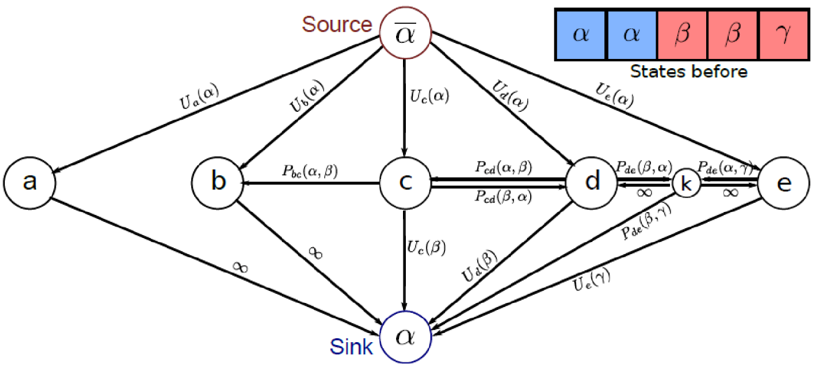 Source
α̅
α α β β γ
States before
U_a(α)
U_b(α)
U_c(α)
U_d(α)
U_e(α)
a
b
P_bc(α, β)
c
P_cd(α, β)
P_cd(β, α)
d
P_de(β, α)
∞
k
P_de(α, γ)
∞
e
∞
∞
U_c(β)
U_d(β)
P_de(β, γ)
U_e(γ)
α
Sink